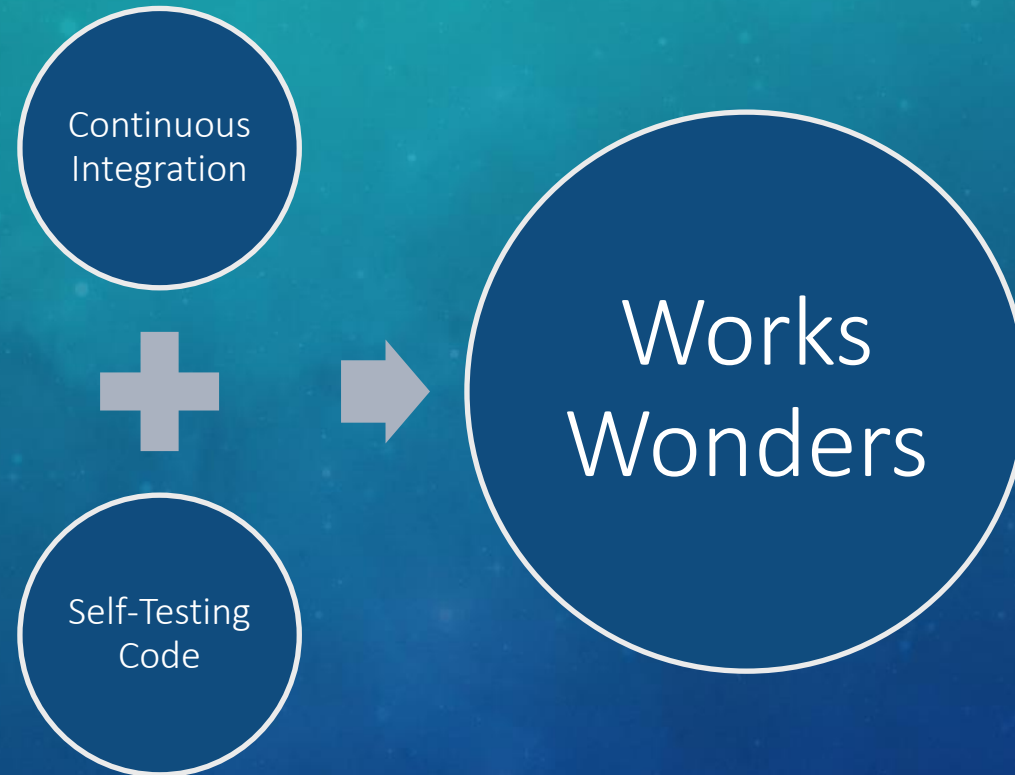 Continuous
Integration
Self-Testing
Code
Works
Wonders